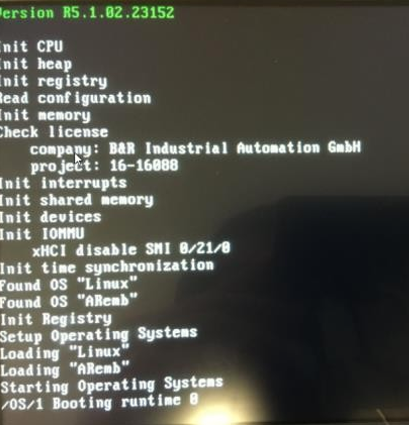 Version R5.1.02.23152
Init CPU
Init heap
Init registry
Read configuration
Init memory
Check license
company: B&R Industrial Automation GmbH
project: 16-16088
Init interrupts
Init shared memory
Init devices
Init IOMMU
xHCI disable SMI 0/21/0
Init time synchronization
Found OS "Linux"
Found OS "ARemb"
Init Registry
Setup Operating Systems
Loading "Linux"
Loading "ARemb"
Starting Operating Systems
/OS/1 Booting runtime 0